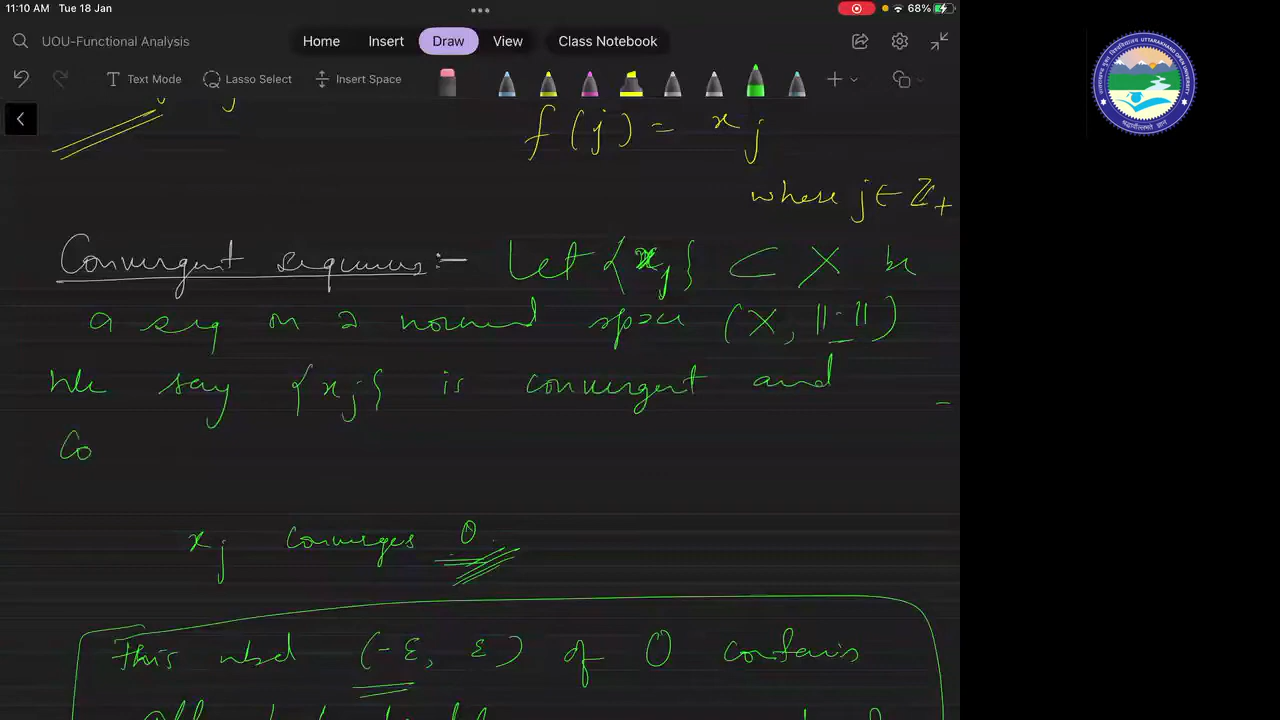 11:10 AM Tue 18 Jan
68%
UOU-Functional Analysis
Home Insert Draw View Class Notebook
Text Mode Lasso Select Insert Space
f(j) = xj
where j ∈ ℤ+
Convergent sequences :- Let {xj} ⊂ X be
a seq on a normed space (X, ||·||)
We say {xj} is convergent and
Co
xj converges 0
This nbd (-ε, ε) of 0 contains